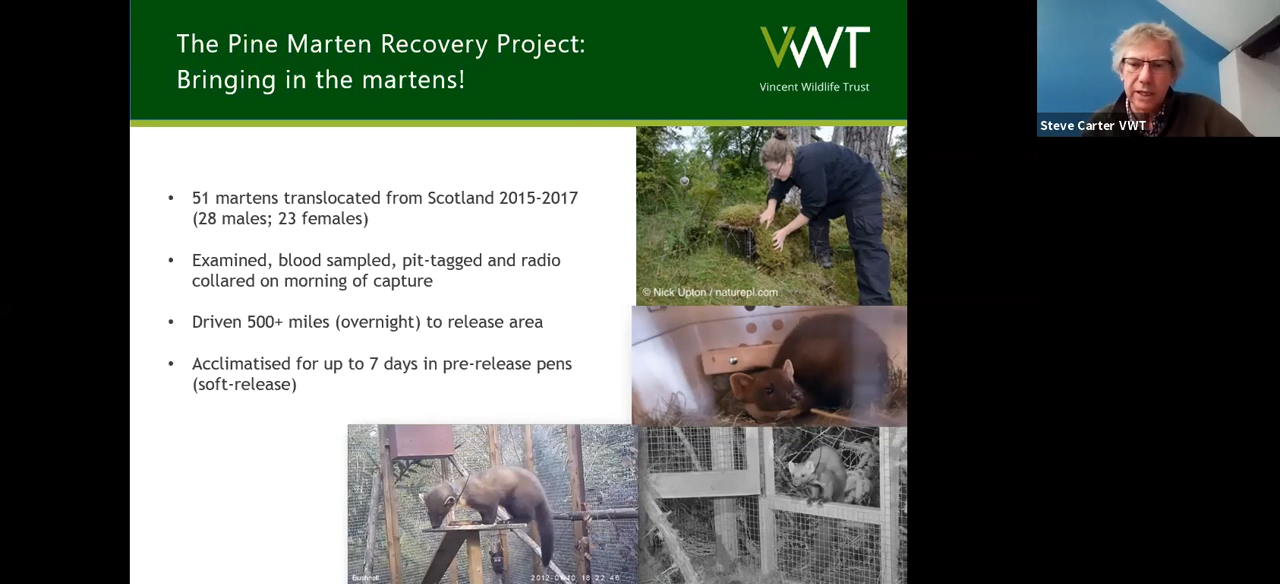 The Pine Marten Recovery Project:
Bringing in the martens!
VWT
Vincent Wildlife Trust
Steve Carter VWT
• 51 martens translocated from Scotland 2015-2017
(28 males; 23 females)
• Examined, blood sampled, pit-tagged and radio
collared on morning of capture
• Driven 500+ miles (overnight) to release area
• Acclimatised for up to 7 days in pre-release pens
(soft-release)
© Nick Upton / naturepl.com
Bushnell